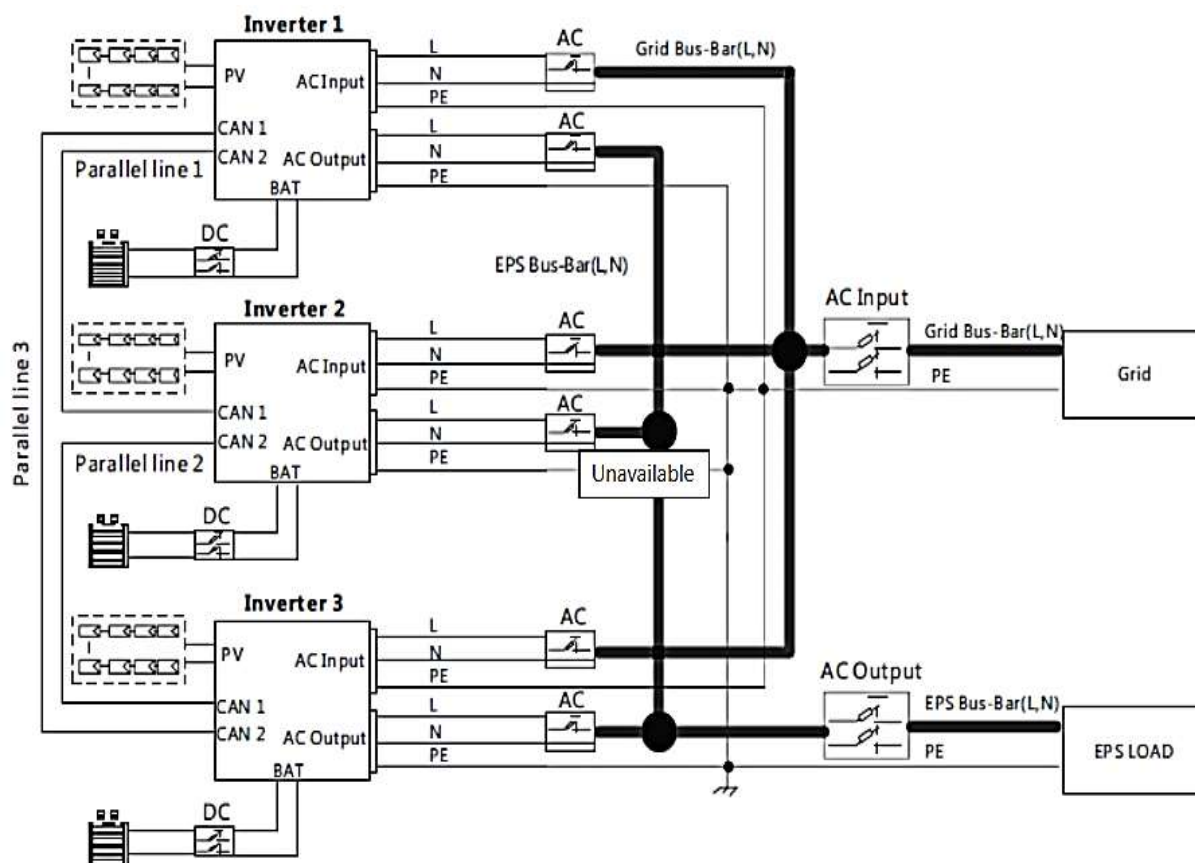 Inverter 1
PV
AC Input
L
N
PE
AC
Grid Bus-Bar(L,N)
CAN 1
CAN 2
AC Output
BAT
L
N
PE
AC
Parallel line 1
DC
EPS Bus-Bar(L,N)
Inverter 2
PV
AC Input
L
N
PE
AC
AC Input
Grid Bus-Bar(L,N)
PE
Grid
Parallel line 3
CAN 1
CAN 2
AC Output
BAT
L
N
PE
AC
Unavailable
Parallel line 2
DC
Inverter 3
PV
AC Input
L
N
PE
AC
CAN 1
CAN 2
AC Output
BAT
L
N
PE
AC
AC Output
EPS Bus-Bar(L,N)
PE
EPS LOAD
DC